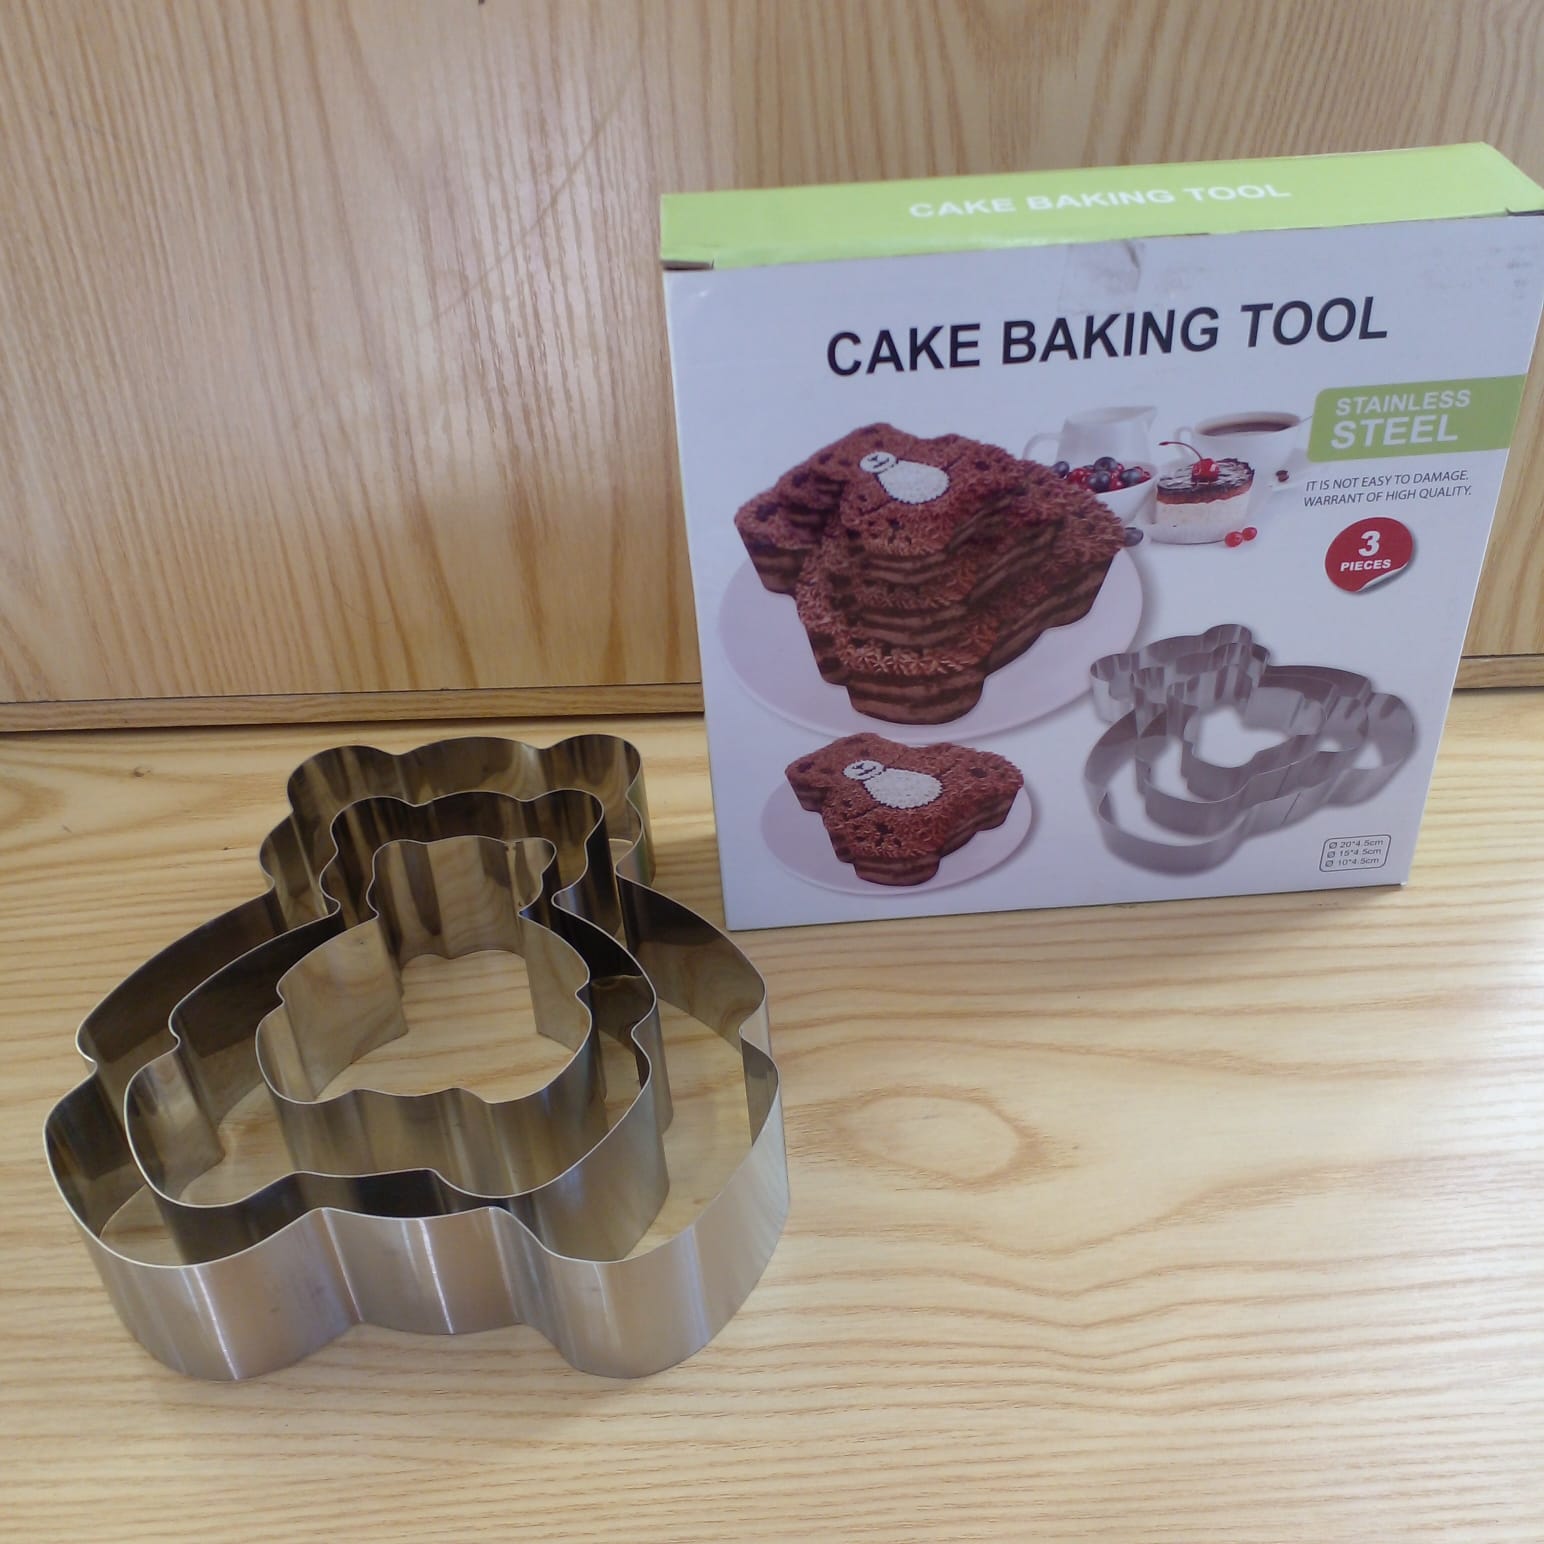 CAKE BAKING TOOL
CAKE BAKING TOOL
STAINLESS
STEEL
IT IS NOT EASY TO DAMAGE.
WARRANT OF HIGH QUALITY.
3
PIECES
Ø 20*4.5cm
Ø 15*4.5cm
Ø 10*4.5cm